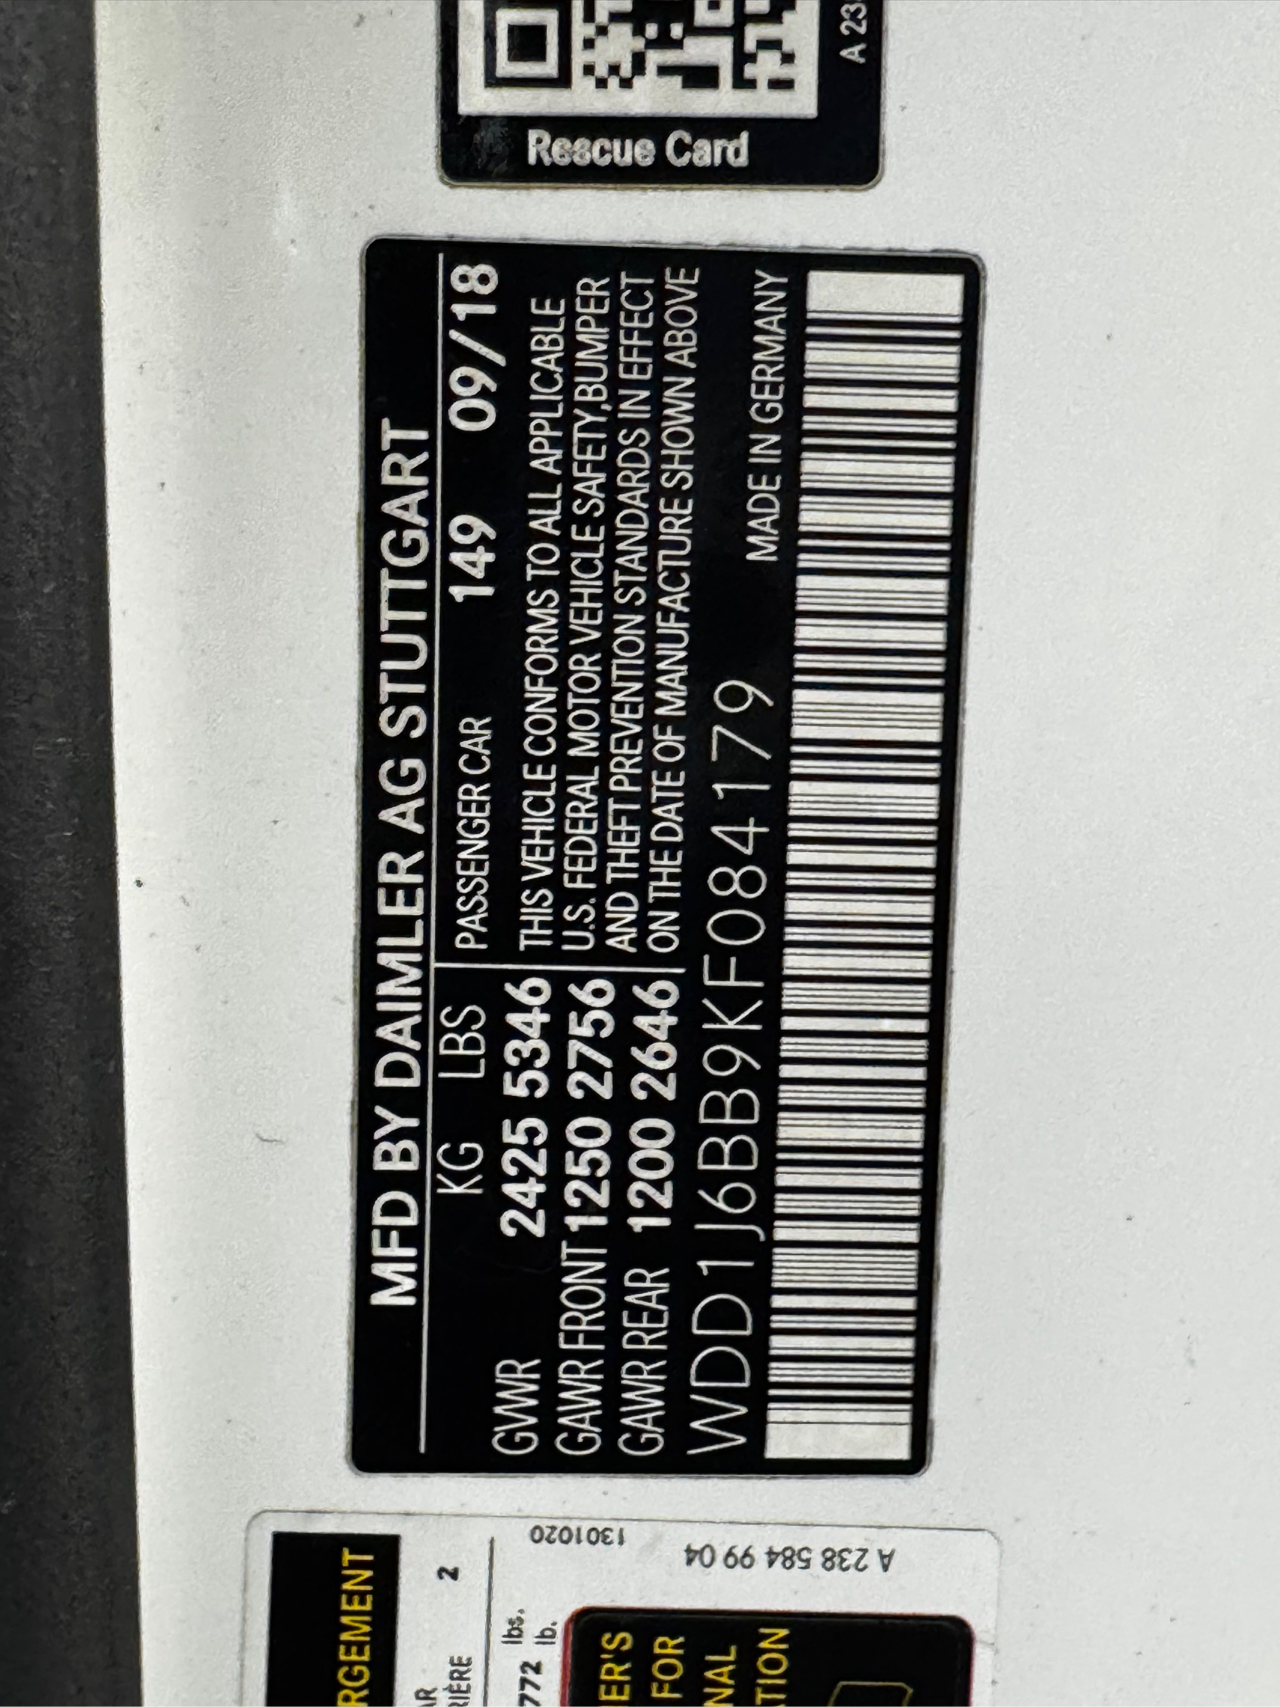 A 23
Rescue Card
MFD BY DAIMLER AG STUTTGART
KG LBS PASSENGER CAR 149 09/18
GVWR 2425 5346 THIS VEHICLE CONFORMS TO ALL APPLICABLE
GAWR FRONT 1250 2756 U.S. FEDERAL MOTOR VEHICLE SAFETY,BUMPER
GAWR REAR 1200 2646 AND THEFT PREVENTION STANDARDS IN EFFECT
ON THE DATE OF MANUFACTURE SHOWN ABOVE
WDD1J6BB9KF084179 MADE IN GERMANY
RGEMENT
AR
RIÈRE 2
772 lbs.
lb.
1301020
A 238 584 99 04
ER'S
FOR
NAL
TION